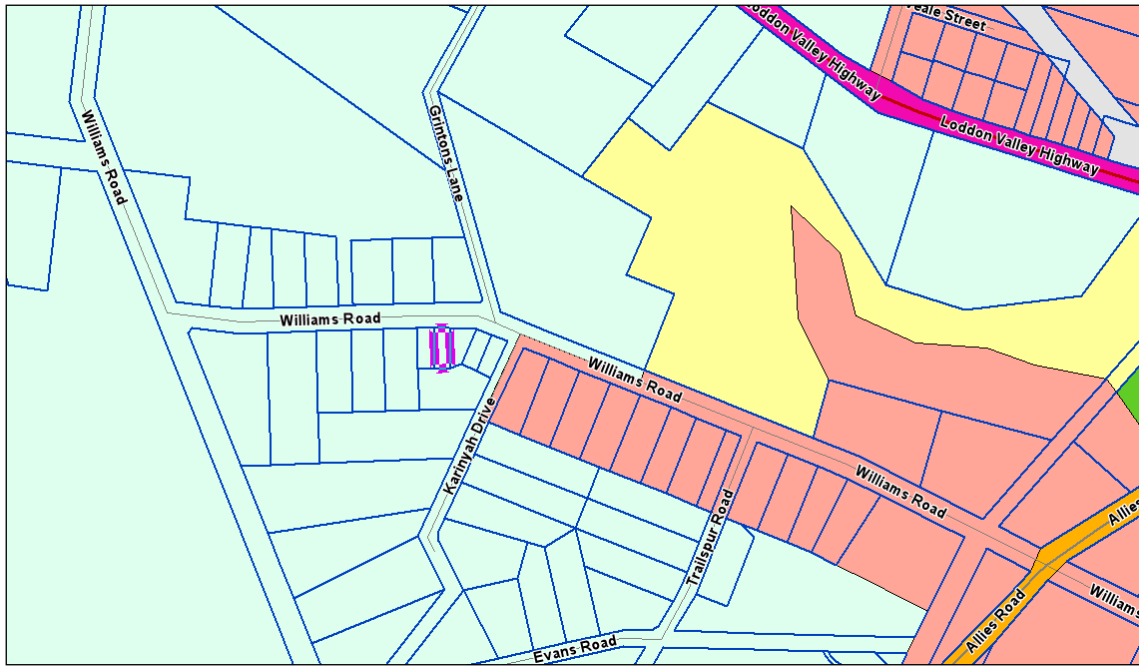 eale Street
Loddon Valley Highway
Loddon Valley Highway
Williams Road
Grintons Lane
Williams Road
Williams Road
Karinyah Drive
Williams Road
Trailspur Road
Allies
Williams
Allies Road
Evans Road